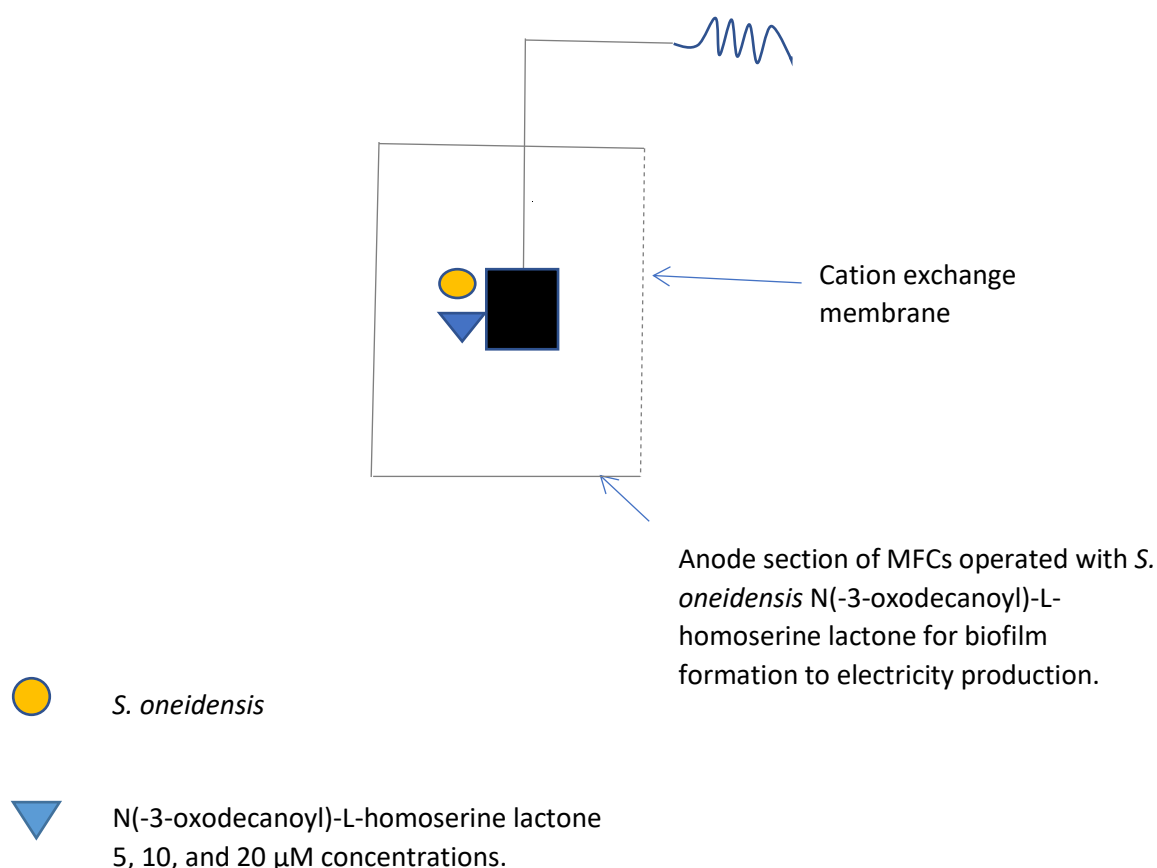 Cation exchange
membrane
Anode section of MFCs operated with S.
oneidensis N(-3-oxodecanoyl)-L-
homoserine lactone for biofilm
formation to electricity production.
S. oneidensis
N(-3-oxodecanoyl)-L-homoserine lactone
5, 10, and 20 µM concentrations.